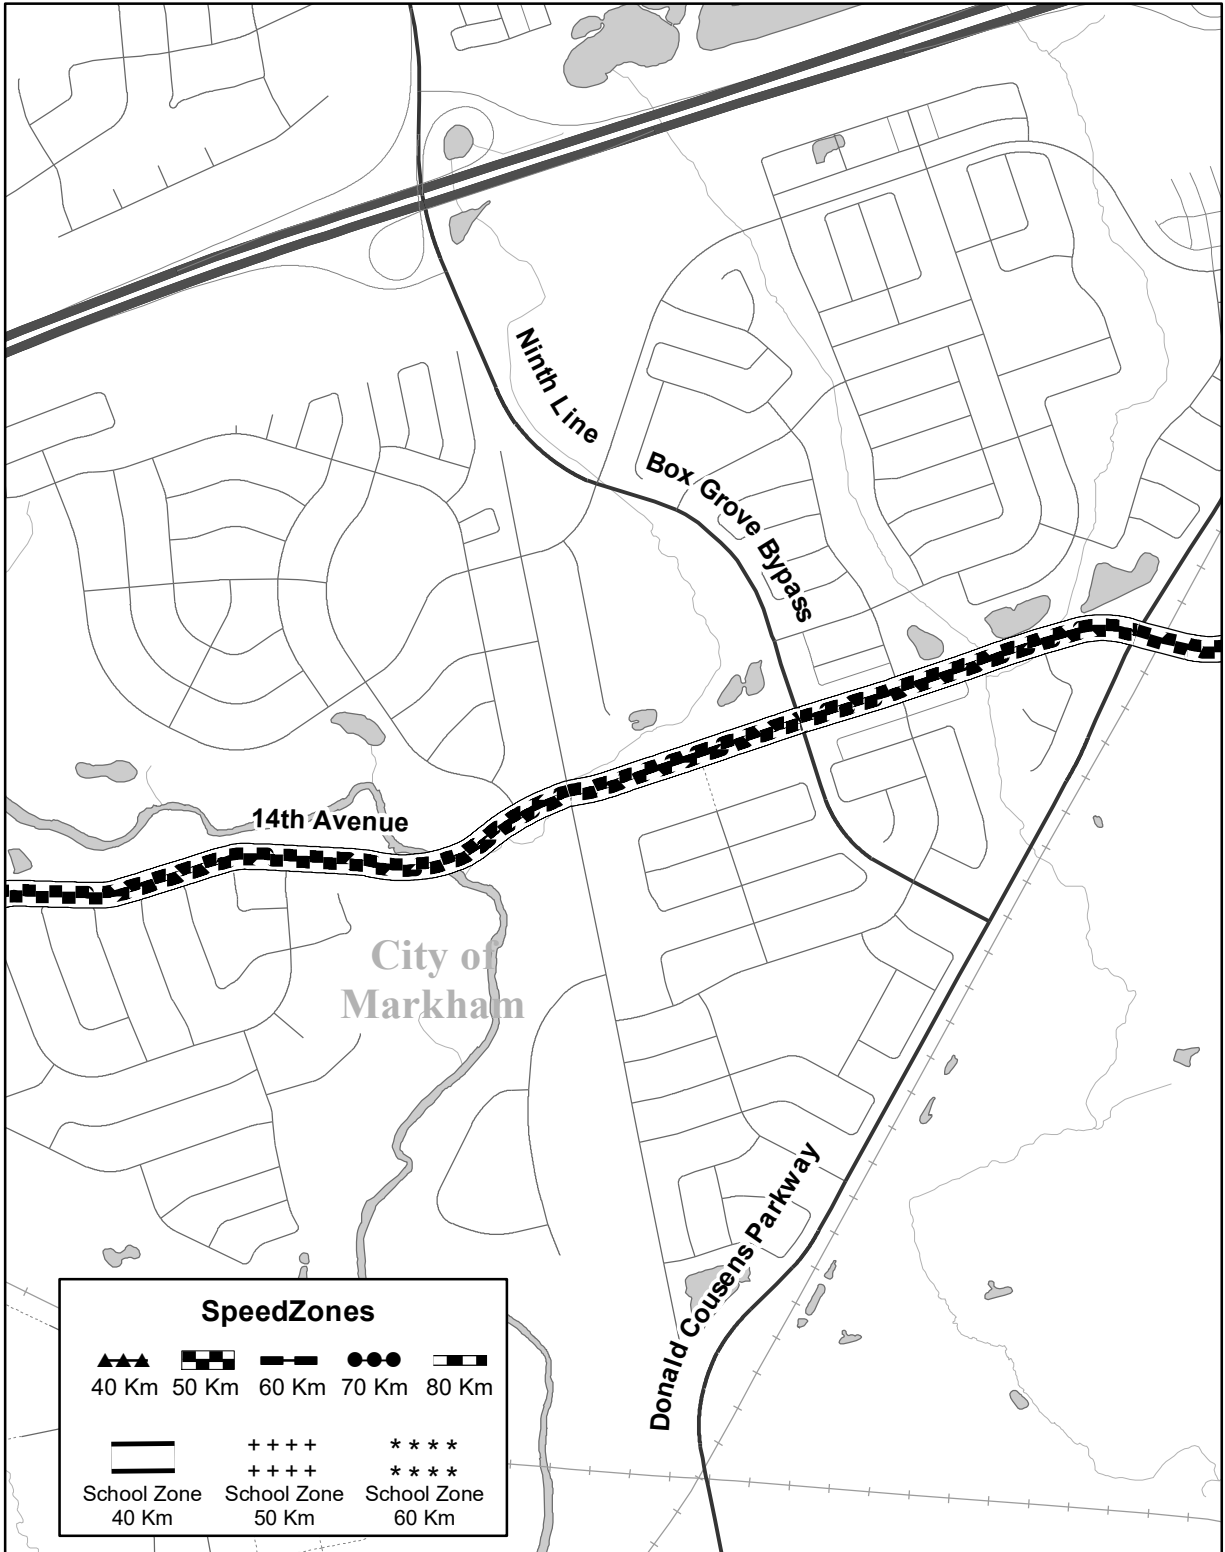 Ninth Line
Box Grove Bypass
14th Avenue
City of
Markham
Donald Cousens Parkway
SpeedZones
40 Km 50 Km 60 Km 70 Km 80 Km
School Zone School Zone School Zone
40 Km 50 Km 60 Km